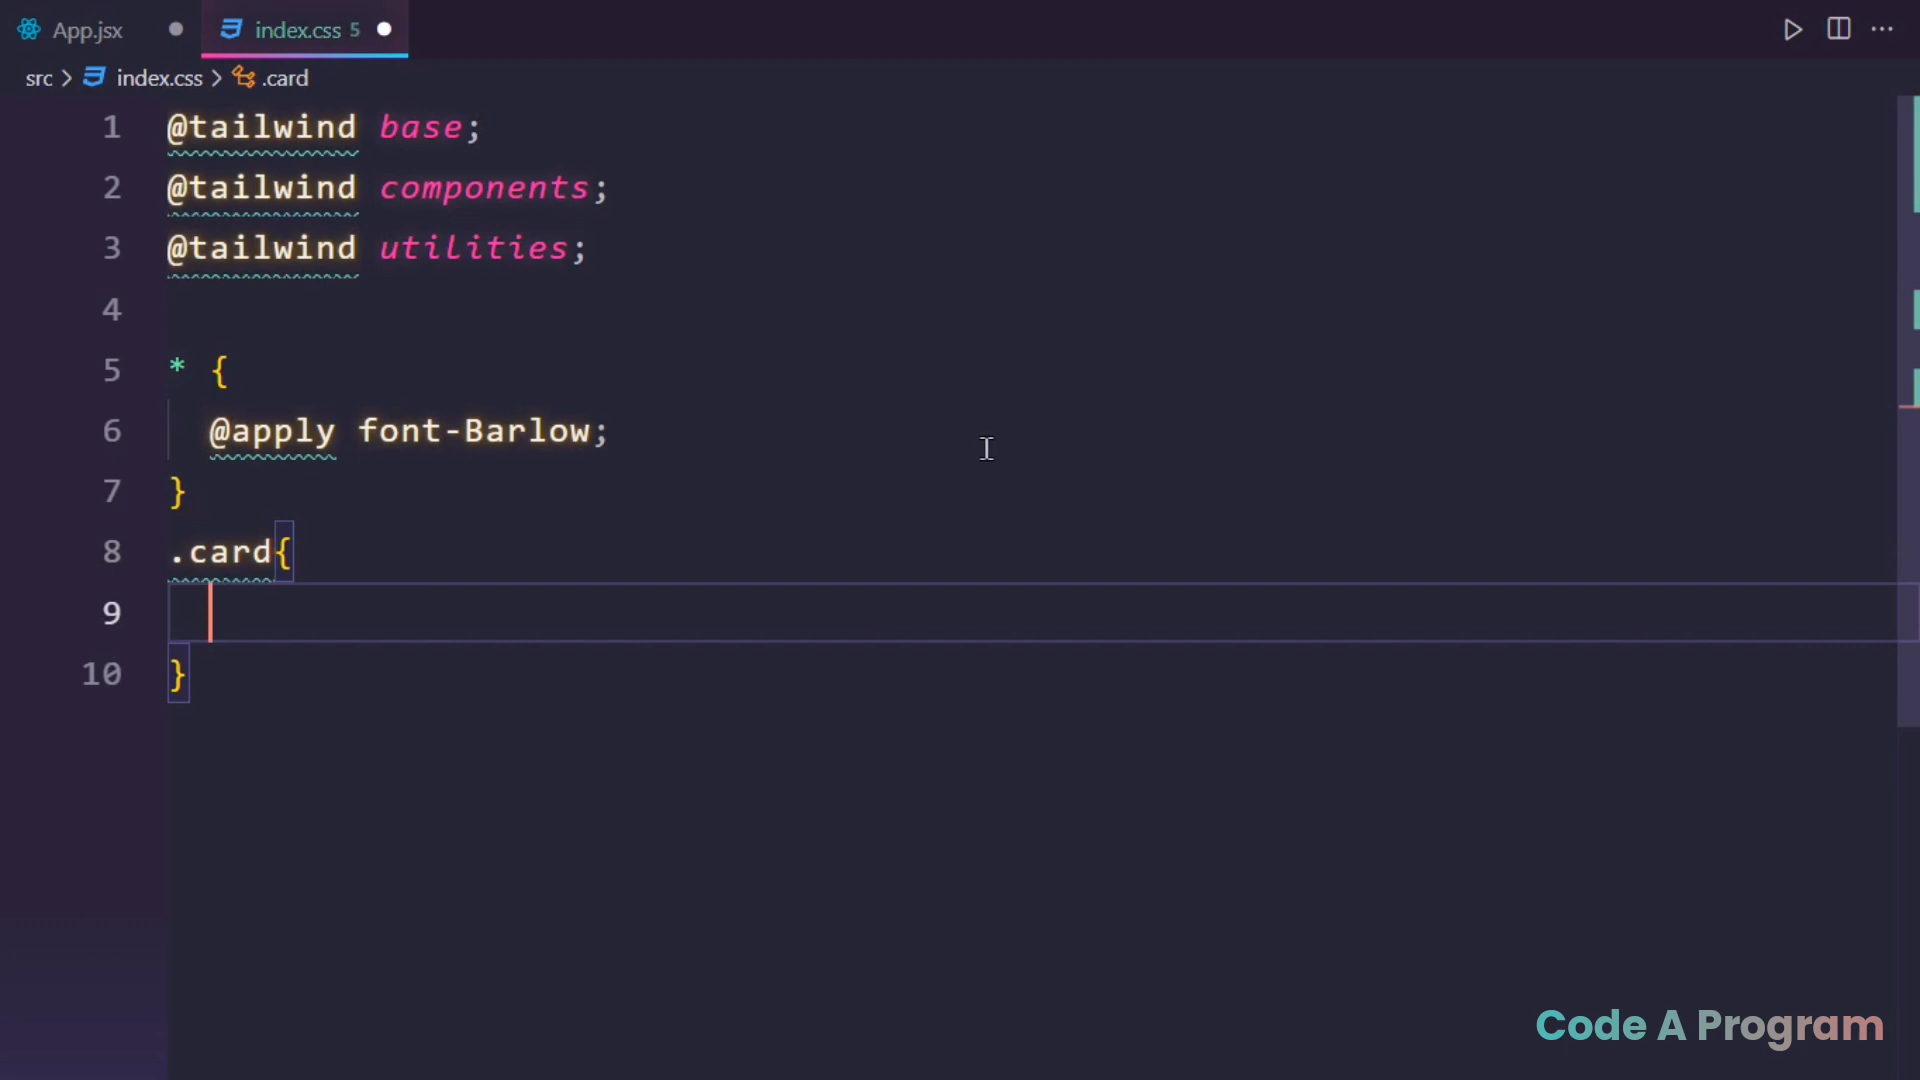 App.jsx
index.css 5
src > index.css > .card
1 @tailwind base;
2 @tailwind components;
3 @tailwind utilities;
4
5 * {
6 @apply font-Barlow;
7 }
8 .card{
9
10 }
Code A Program